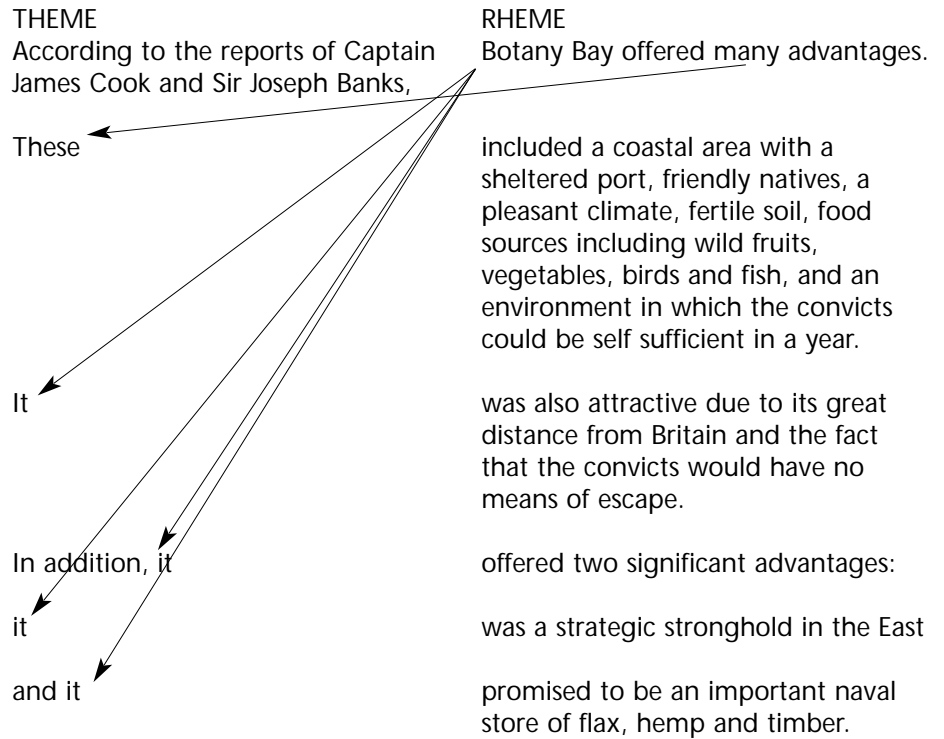 THEME RHEME
According to the reports of Captain Botany Bay offered many advantages.
James Cook and Sir Joseph Banks,
These included a coastal area with a
sheltered port, friendly natives, a
pleasant climate, fertile soil, food
sources including wild fruits,
vegetables, birds and fish, and an
environment in which the convicts
could be self sufficient in a year.
It was also attractive due to its great
distance from Britain and the fact
that the convicts would have no
means of escape.
In addition, it offered two significant advantages:
it was a strategic stronghold in the East
and it promised to be an important naval
store of flax, hemp and timber.